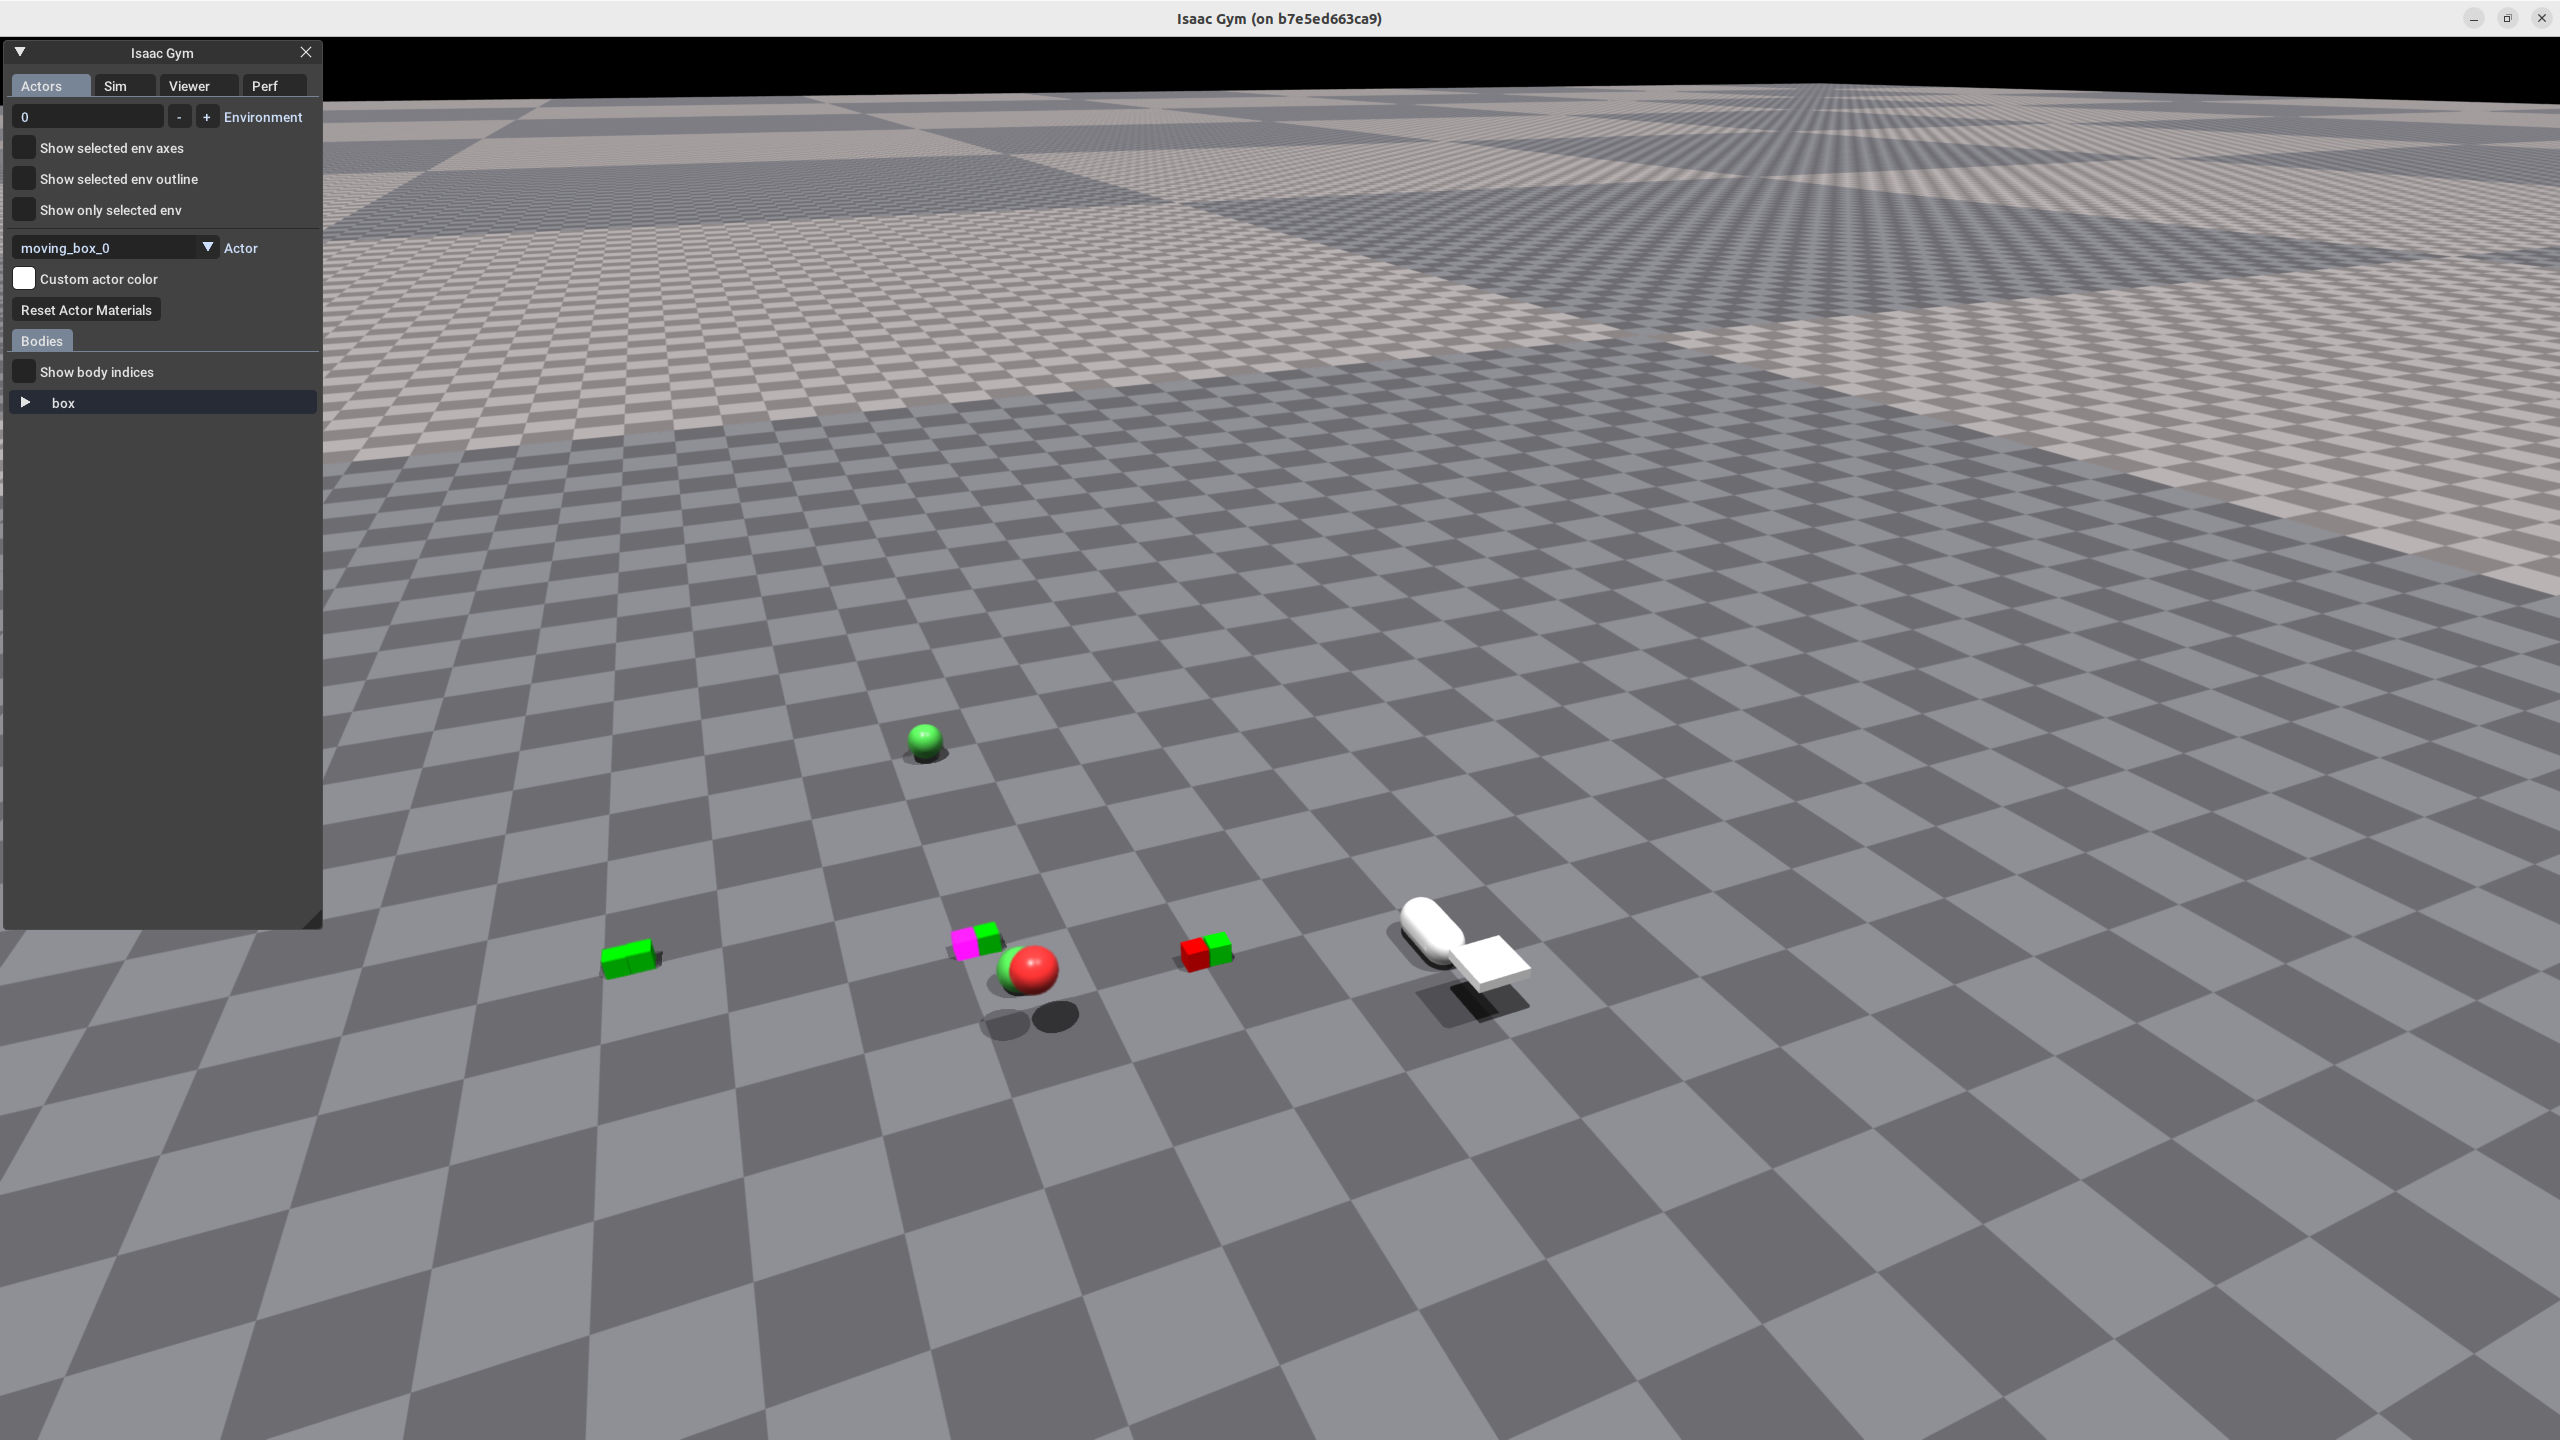 Isaac Gym (on b7e5ed663ca9)
Isaac Gym
Actors Sim Viewer Perf
0 - + Environment
Show selected env axes
Show selected env outline
Show only selected env
moving_box_0 Actor
Custom actor color
Reset Actor Materials
Bodies
Show body indices
box